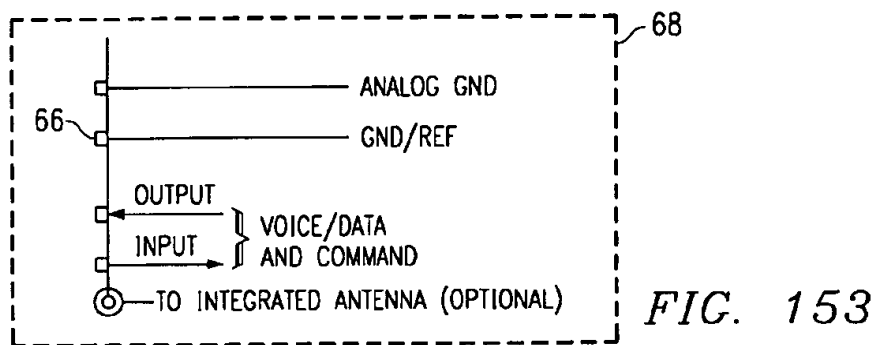 68
ANALOG GND
66
GND/REF
OUTPUT
VOICE/DATA
INPUT
AND COMMAND
TO INTEGRATED ANTENNA (OPTIONAL)
FIG. 153